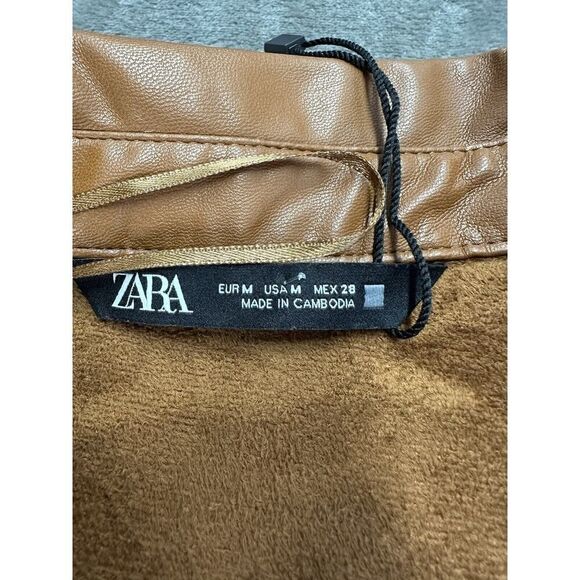 ZARA
EUR M USA M MEX 28
MADE IN CAMBODIA